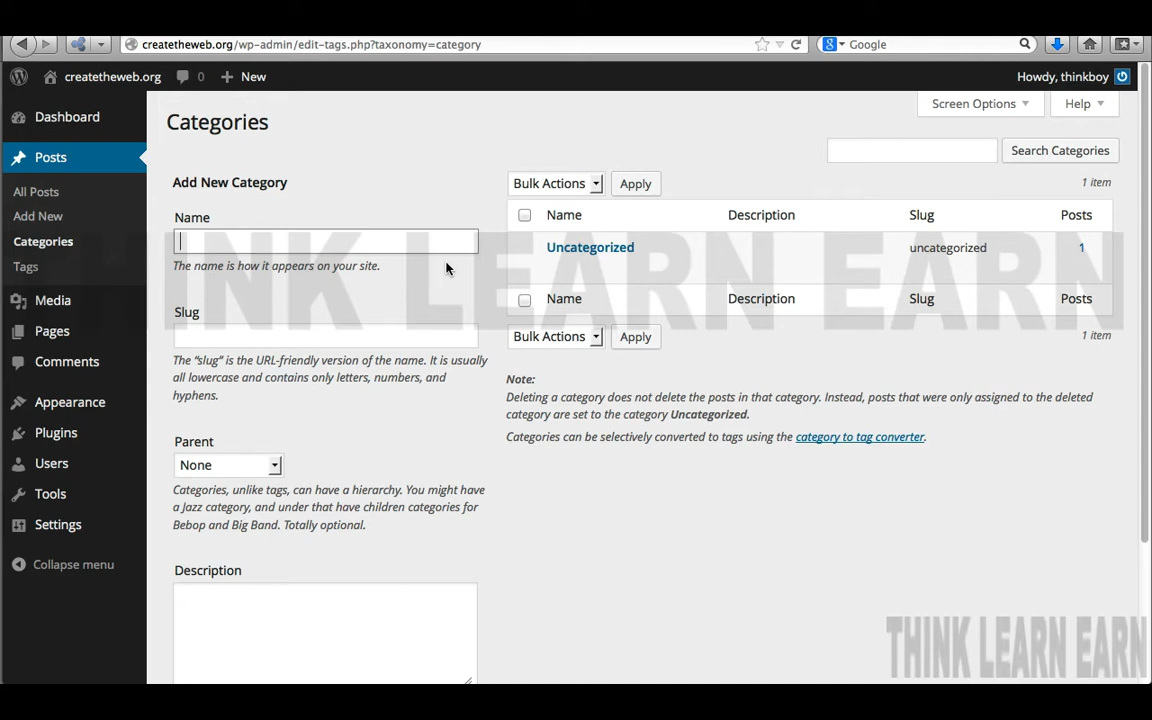 createtheweb.org/wp-admin/edit-tags.php?taxonomy=category
Google
createtheweb.org 0 New
Howdy, thinkboy
Dashboard
Posts
All Posts
Add New
Categories
Tags
Media
Pages
Comments
Appearance
Plugins
Users
Tools
Settings
Collapse menu
Screen Options
Help
Categories
Search Categories
Add New Category
Name
The name is how it appears on your site.
Slug
The “slug” is the URL-friendly version of the name. It is usually
all lowercase and contains only letters, numbers, and
hyphens.
Parent
None
Categories, unlike tags, can have a hierarchy. You might have
a Jazz category, and under that have children categories for
Bebop and Big Band. Totally optional.
Description
Bulk Actions Apply 1 item
Name Description Slug Posts
Uncategorized uncategorized 1
Name Description Slug Posts
Bulk Actions Apply 1 item
Note:
Deleting a category does not delete the posts in that category. Instead, posts that were only assigned to the deleted
category are set to the category Uncategorized.
Categories can be selectively converted to tags using the category to tag converter.
THINK LEARN EARN
THINK LEARN EARN